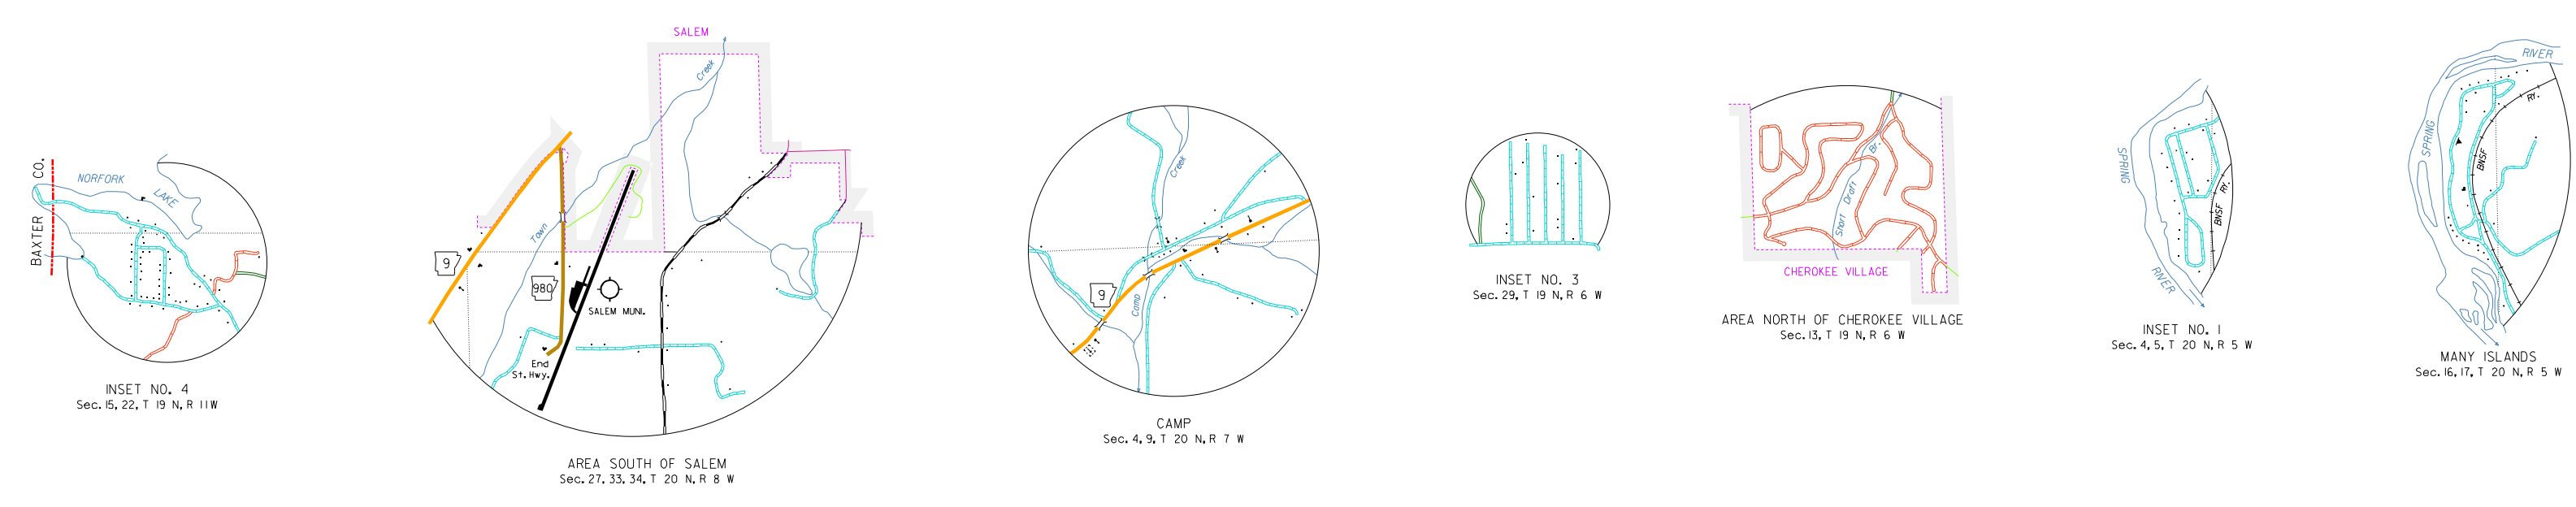 BAXTER CO.
NORFORK
LAKE
INSET NO. 4
Sec. 15, 22, T 19 N, R 11 W
SALEM
Creek
Town
9
980
SALEM MUNI.
End
St. Hwy.
AREA SOUTH OF SALEM
Sec. 27, 33, 34, T 20 N, R 8 W
Creek
9
Camp
CAMP
Sec. 4, 9, T 20 N, R 7 W
INSET NO. 3
Sec. 29, T 19 N, R 6 W
Short Draft Br.
CHEROKEE VILLAGE
AREA NORTH OF CHEROKEE VILLAGE
Sec. 13, T 19 N, R 6 W
SPRING
RIVER
BNSF RY.
INSET NO. 1
Sec. 4, 5, T 20 N, R 5 W
RIVER
SPRING
BNSF
RY.
MANY ISLANDS
Sec. 16, 17, T 20 N, R 5 W